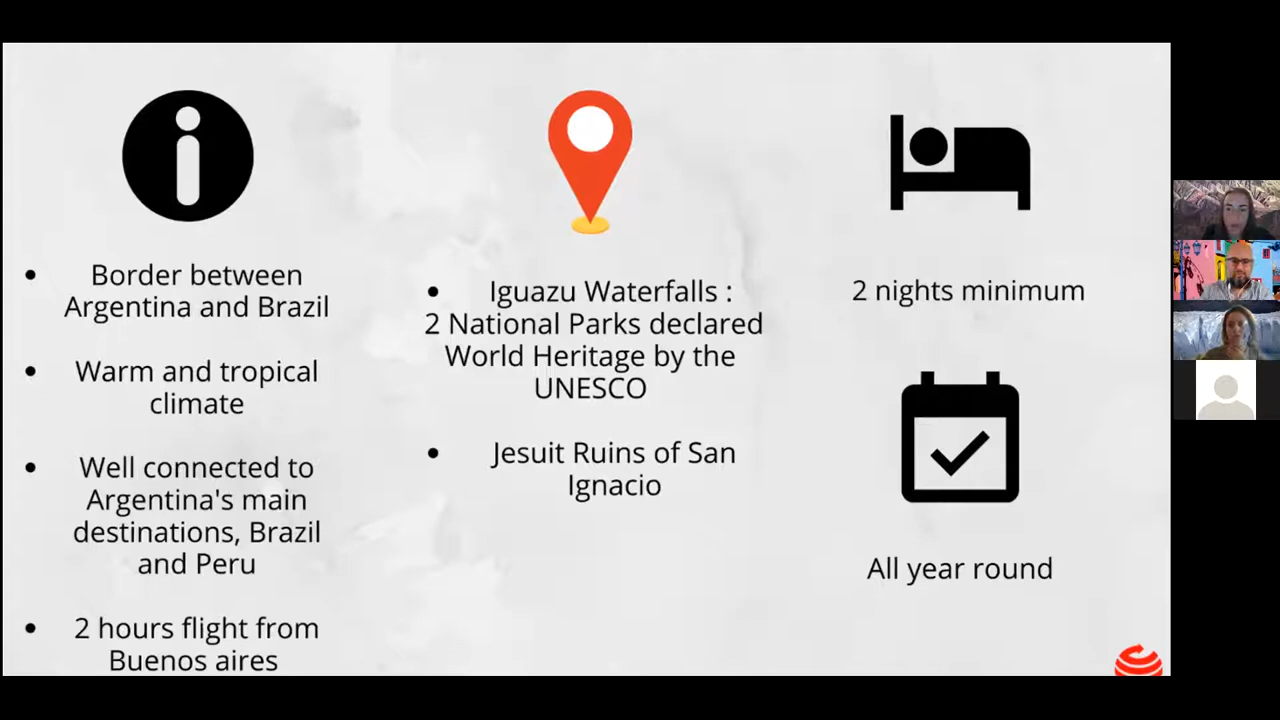 Border between
Argentina and Brazil
Warm and tropical
climate
Well connected to
Argentina's main
destinations, Brazil
and Peru
2 hours flight from
Buenos aires
Iguazu Waterfalls :
2 National Parks declared
World Heritage by the
UNESCO
Jesuit Ruins of San
Ignacio
2 nights minimum
All year round